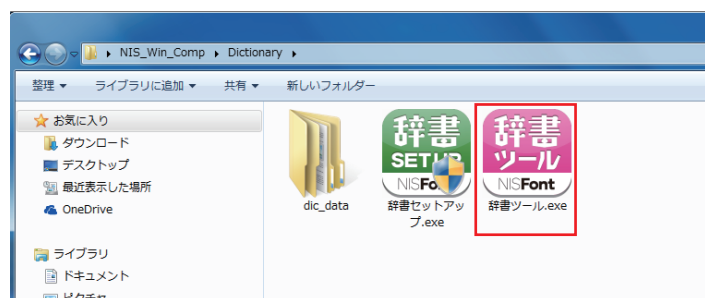 NIS_Win_Comp ▸ Dictionary ▸
整理 ▼ ライブラリに追加 ▼ 共有 ▼ 新しいフォルダー
お気に入り
ダウンロード
デスクトップ
最近表示した場所
OneDrive
ライブラリ
ドキュメント
ピクチャ
dic_data
辞書
SETUP
NISFont
辞書セットアッ
プ.exe
辞書
ツール
NISFont
辞書ツール.exe